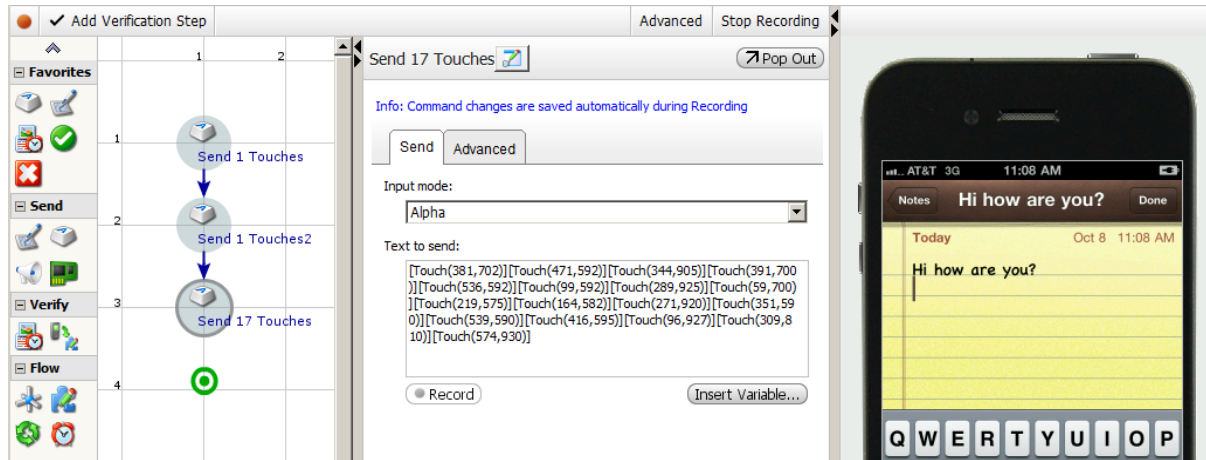 Add Verification Step
Advanced
Stop Recording
Favorites
Send
Verify
Flow
1 2
1
2
3
4
Send 1 Touches
Send 1 Touches2
Send 17 Touches
Send 17 Touches
Pop Out
Info: Command changes are saved automatically during Recording
Send
Advanced
Input mode:
Alpha
Text to send:
[Touch(381,702)][Touch(471,592)][Touch(344,905)][Touch(391,700
)][Touch(536,592)][Touch(99,592)][Touch(289,925)][Touch(59,700)
][Touch(219,575)][Touch(164,582)][Touch(271,920)][Touch(351,59
0)][Touch(539,590)][Touch(416,595)][Touch(96,927)][Touch(309,8
10)][Touch(574,930)]
Record
Insert Variable...
AT&T 3G 11:08 AM
Notes
Hi how are you?
Done
Today Oct 8 11:08 AM
Hi how are you?
Q W E R T Y U I O P